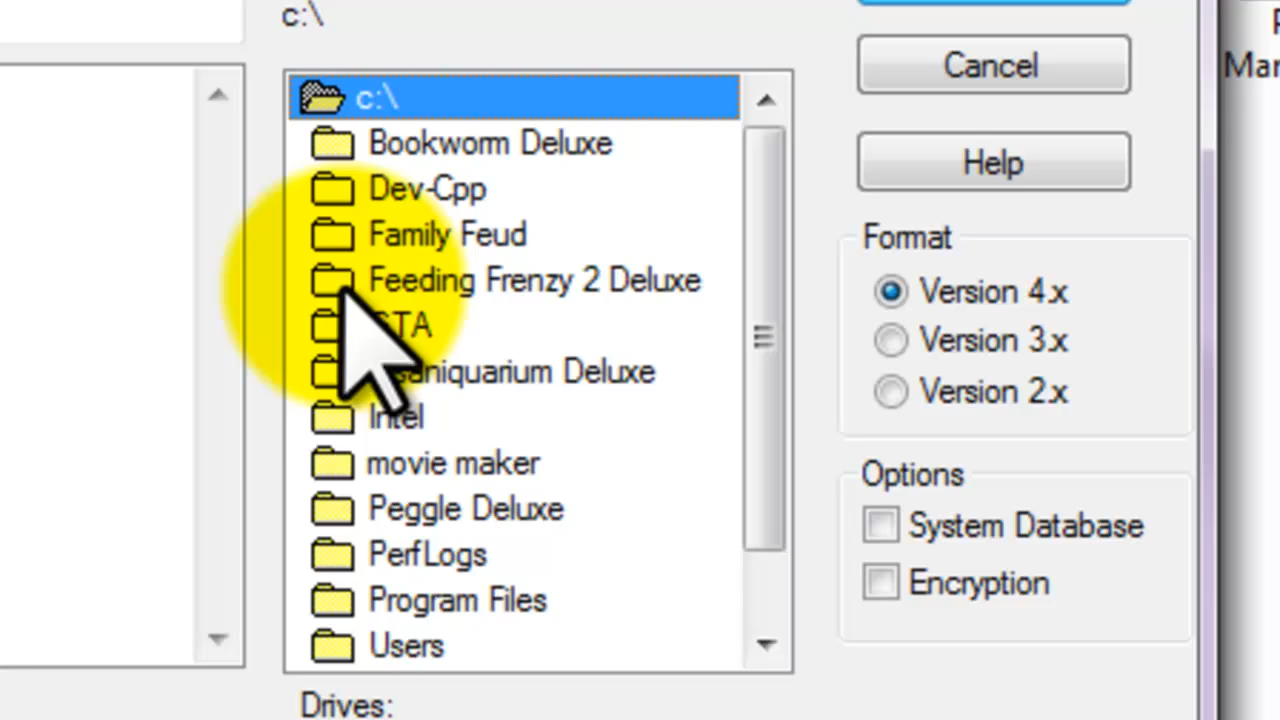 c:\
c:\
Bookworm Deluxe
Dev-Cpp
Family Feud
Feeding Frenzy 2 Deluxe
Deluxe
Intel
movie maker
Peggle Deluxe
PerfLogs
Program Files
Users
Drives:
Cancel
Help
Format
Version 4.x
Version 3.x
Version 2.x
Options
System Database
Encryption